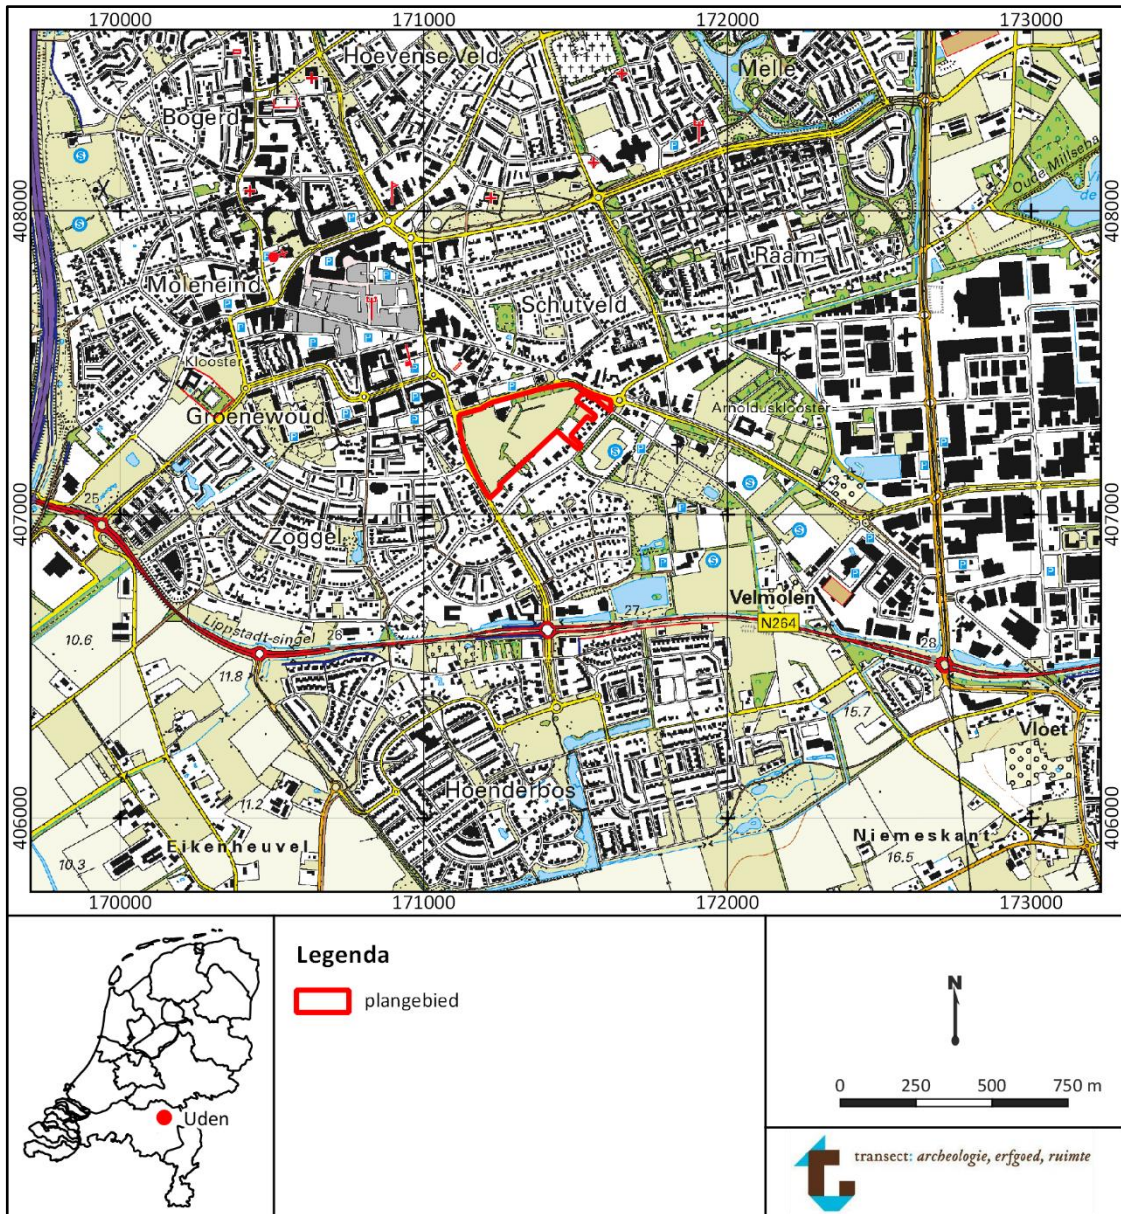 170000 171000 172000 173000
Hoevense Veld
Melle
Bogerd
Oude Millseba
408000
408000
Raam
Moleneind
Schutveld
Klooster
Groenewoud
Arnoldusklooster
25
407000
407000
Zoggel
Velmolen
N264
Lippstadt-singel
26
27
28
10.6
11.8
15.7
Vloet
11.2
Hoenderbos
406000
406000
Eikenheuvel
Niemeskant
10.3
16.5
170000 171000 172000 173000
Legenda
plangebied
Uden
N
0 250 500 750 m
transect: archeologie, erfgoed, ruimte